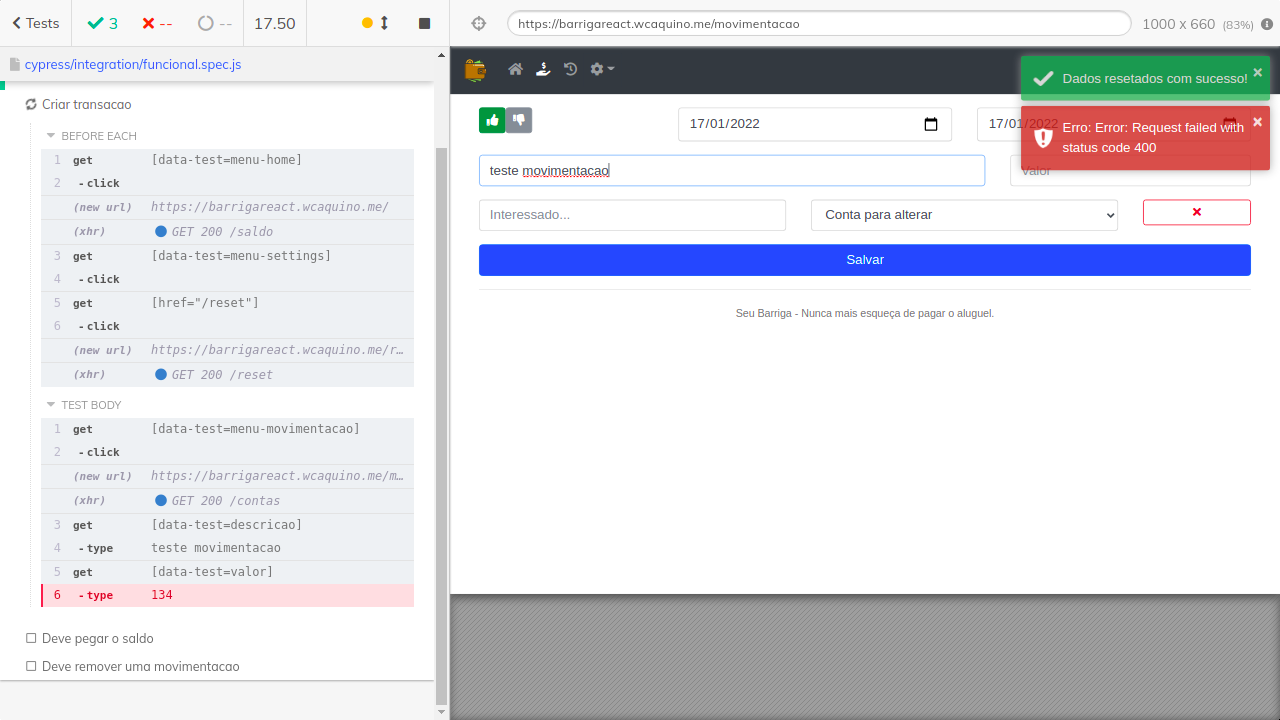 Tests
3
--
--
17.50
https://barrigareact.wcaquino.me/movimentacao
1000 x 660 (83%)
cypress/integration/funcional.spec.js
Criar transacao
BEFORE EACH
1 get [data-test=menu-home]
2 -click
(new url) https://barrigareact.wcaquino.me/
(xhr) GET 200 /saldo
3 get [data-test=menu-settings]
4 -click
5 get [href="/reset"]
6 -click
(new url) https://barrigareact.wcaquino.me/r…
(xhr) GET 200 /reset
TEST BODY
1 get [data-test=menu-movimentacao]
2 -click
(new url) https://barrigareact.wcaquino.me/m…
(xhr) GET 200 /contas
3 get [data-test=descricao]
4 -type teste movimentacao
5 get [data-test=valor]
6 -type 134
Deve pegar o saldo
Deve remover uma movimentacao
Dados resetados com sucesso!
×
Erro: Error: Request failed with
status code 400
×
17/01/2022
17/01/2022
teste movimentacao
Valor
Interessado...
Conta para alterar
Salvar
Seu Barriga - Nunca mais esqueça de pagar o aluguel.